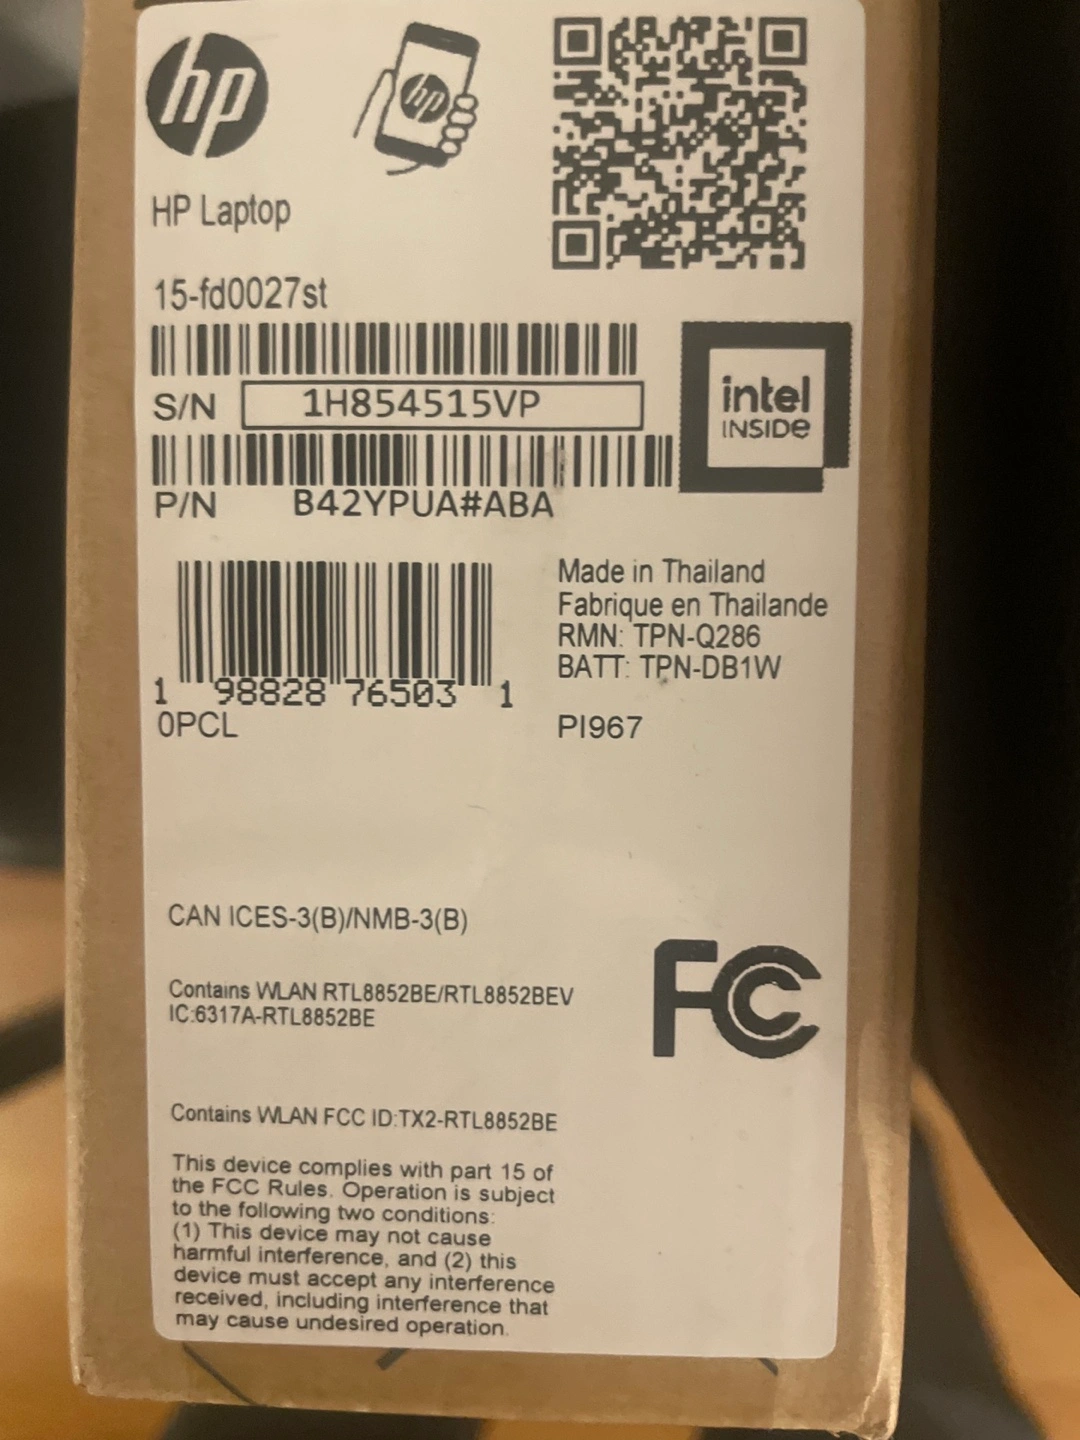 hp
hp
HP Laptop
15-fd0027st
S/N 1H854515VP
intel
INSIDE
P/N B42YPUA#ABA
1 98828 76503 1
0PCL
Made in Thailand
Fabrique en Thailande
RMN: TPN-Q286
BATT: TPN-DB1W
PI967
CAN ICES-3(B)/NMB-3(B)
Contains WLAN RTL8852BE/RTL8852BEV
IC:6317A-RTL8852BE
FC
Contains WLAN FCC ID:TX2-RTL8852BE
This device complies with part 15 of
the FCC Rules. Operation is subject
to the following two conditions:
(1) This device may not cause
harmful interference, and (2) this
device must accept any interference
received, including interference that
may cause undesired operation.